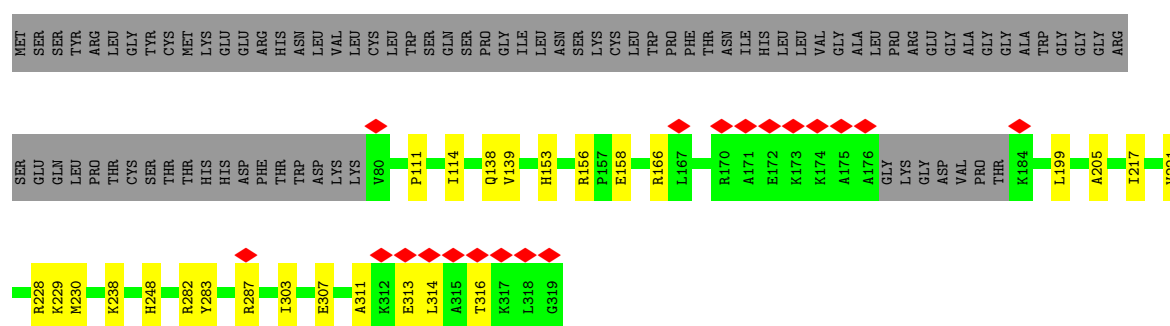 MET SER SER TYR ARG LEU GLY TYR CYS MET LYS GLU GLU ARG HIS ASN LEU VAL LEU CYS LEU TRP SER GLN SER PRO GLY ILE LEU ASN SER LYS CYS LEU TRP PRO PHE THR ASN ILE HIS LEU LEU VAL GLY ALA LEU PRO ARG GLU GLY ALA GLY GLY ALA TRP GLY GLY GLY ARG
SER GLU GLN LEU PRO THR CYS SER THR THR HIS HIS ASP PHE THR TRP ASP LYS LYS V80 P111 I114 Q138 V139 H153 R156 P157 E158 R166 L167 R170 A171 E172 K173 K174 A175 A176 GLY LYS GLY ASP VAL PRO THR K184 L199 A205 I217
R228 K229 M230 K238 H248 R282 Y283 R287 I303 E307 A311 K312 E313 L314 A315 T316 K317 L318 G319